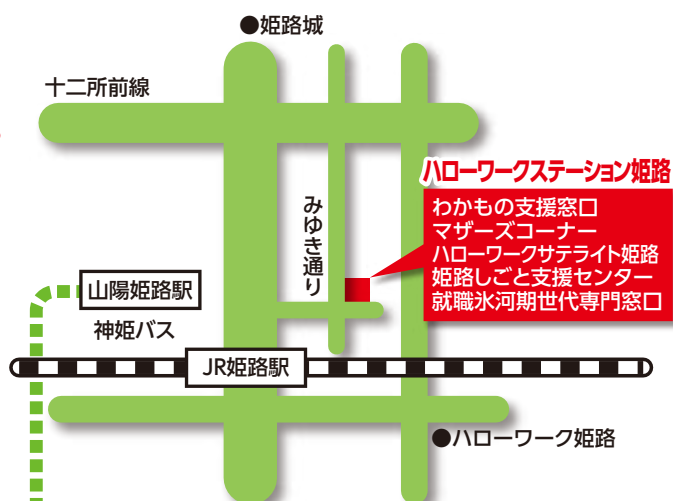 ●姫路城
十二所前線
ハローワークステーション姫路
わかもの支援窓口
マザーズコーナー
ハローワークサテライト姫路
姫路しごと支援センター
就職氷河期世代専門窓口
みゆき通り
山陽姫路駅
神姫バス
JR姫路駅
●ハローワーク姫路